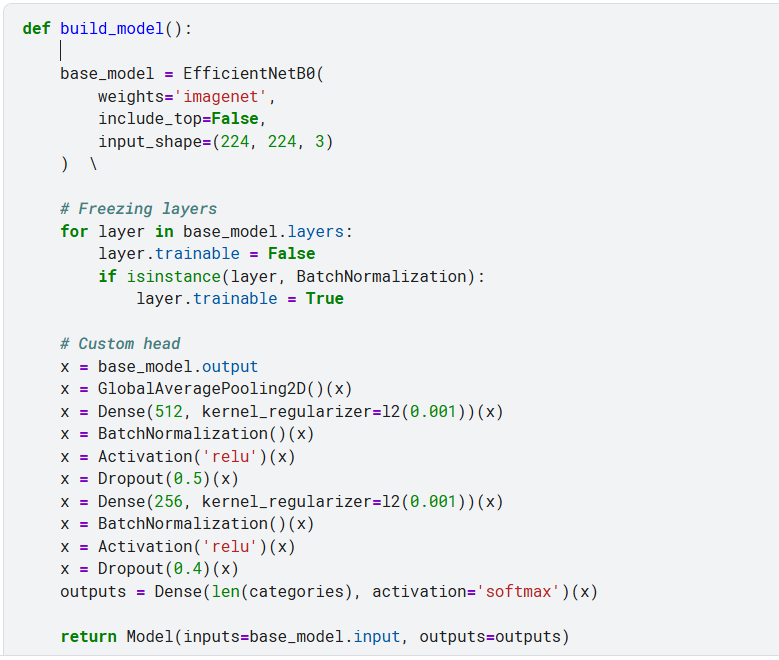 def build_model():
    base_model = EfficientNetB0(
        weights='imagenet',
        include_top=False,
        input_shape=(224, 224, 3)
    )  \
    # Freezing layers
    for layer in base_model.layers:
        layer.trainable = False
        if isinstance(layer, BatchNormalization):
            layer.trainable = True
    # Custom head
    x = base_model.output
    x = GlobalAveragePooling2D()(x)
    x = Dense(512, kernel_regularizer=l2(0.001))(x)
    x = BatchNormalization()(x)
    x = Activation('relu')(x)
    x = Dropout(0.5)(x)
    x = Dense(256, kernel_regularizer=l2(0.001))(x)
    x = BatchNormalization()(x)
    x = Activation('relu')(x)
    x = Dropout(0.4)(x)
    outputs = Dense(len(categories), activation='softmax')(x)
    return Model(inputs=base_model.input, outputs=outputs)